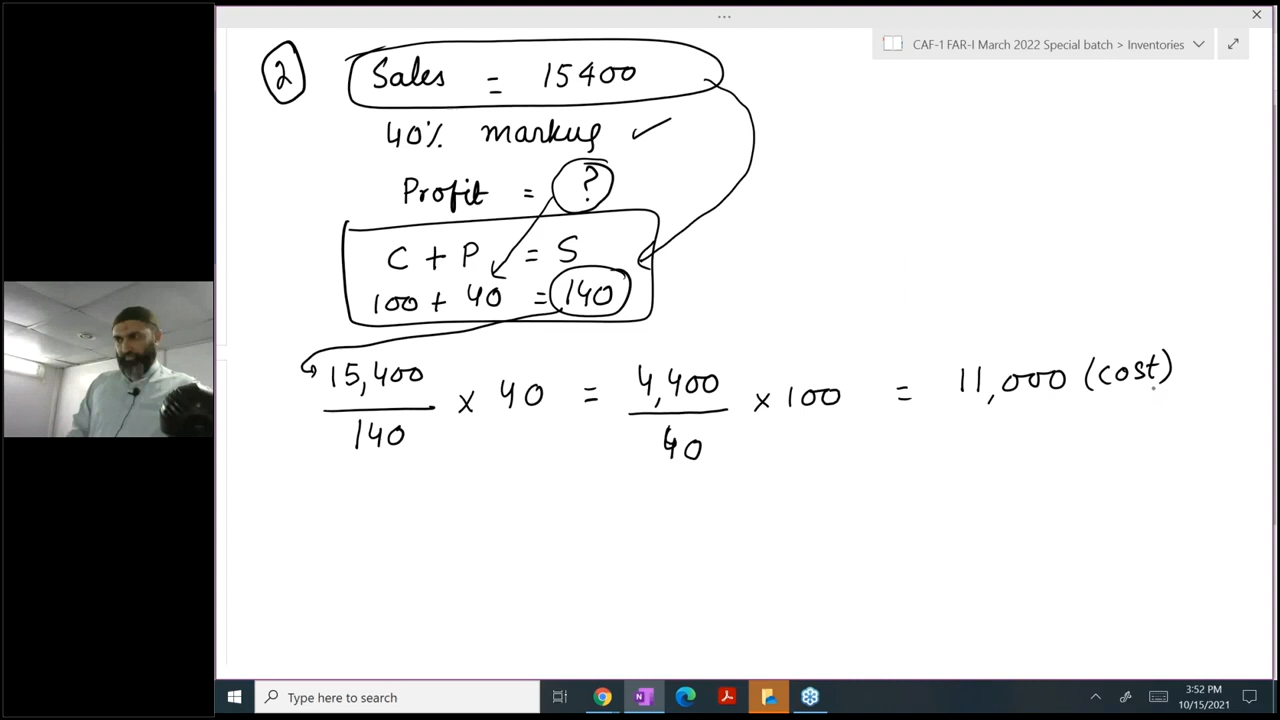 CAF-1 FAR-I March 2022 Special batch > Inventories
2 Sales = 15400
40% markup ✓
Profit = ?
C + P = S
100 + 40 = 140
15,400 / 140 × 40 = 4,400 / 40 × 100 = 11,000 (cost)
Type here to search
3:52 PM
10/15/2021